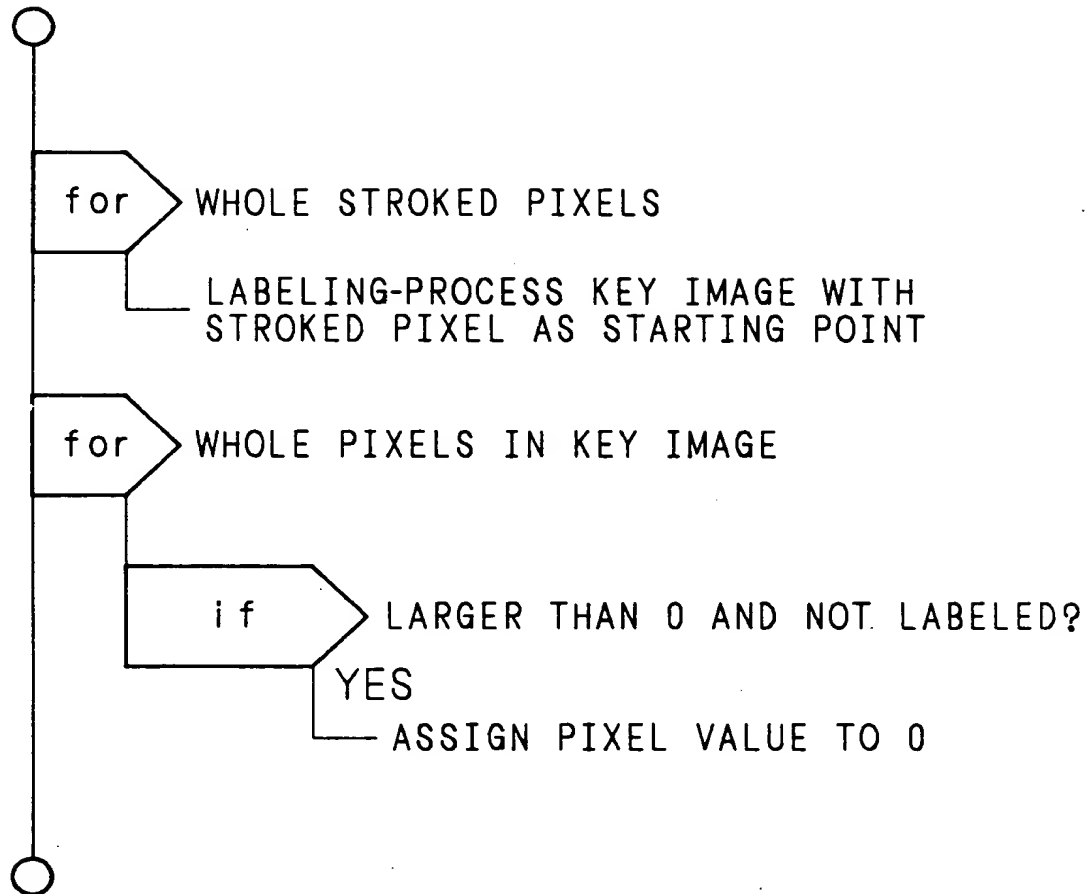 for WHOLE STROKED PIXELS
LABELING-PROCESS KEY IMAGE WITH
STROKED PIXEL AS STARTING POINT
for WHOLE PIXELS IN KEY IMAGE
if LARGER THAN 0 AND NOT LABELED?
YES
ASSIGN PIXEL VALUE TO 0